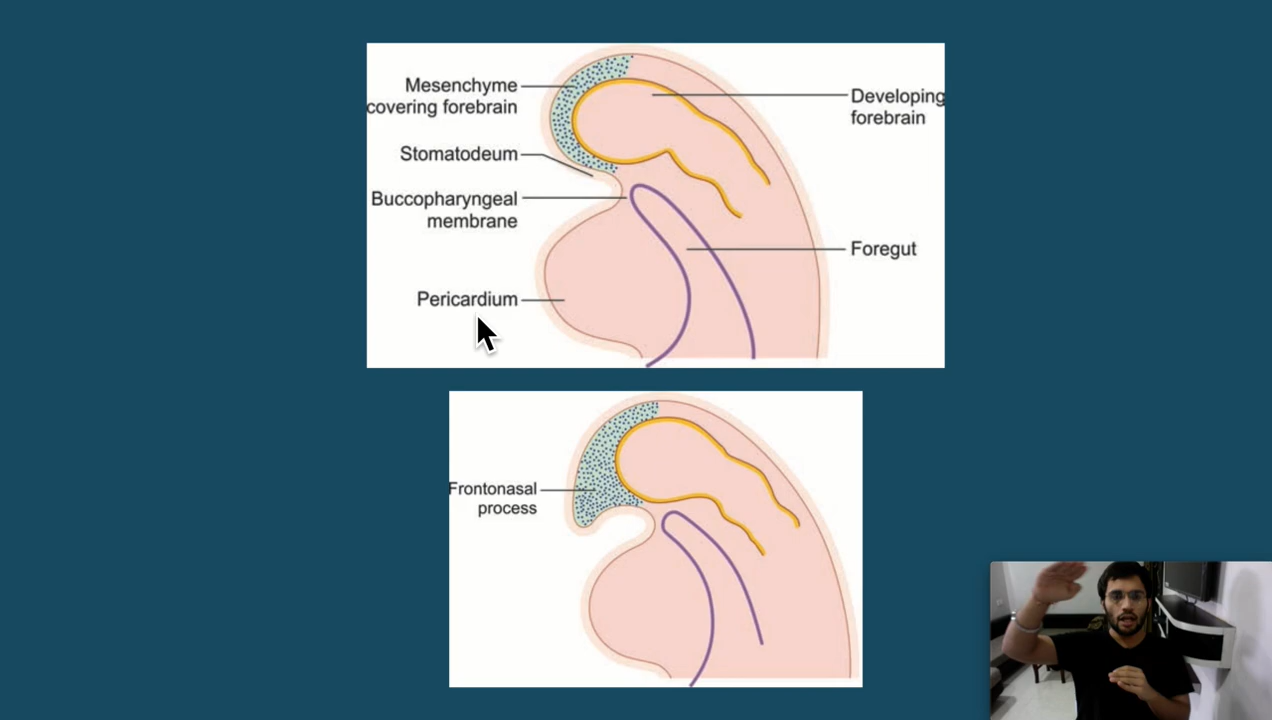 Mesenchyme
covering forebrain
Developing
forebrain
Stomatodeum
Buccopharyngeal
membrane
Foregut
Pericardium
Frontonasal
process